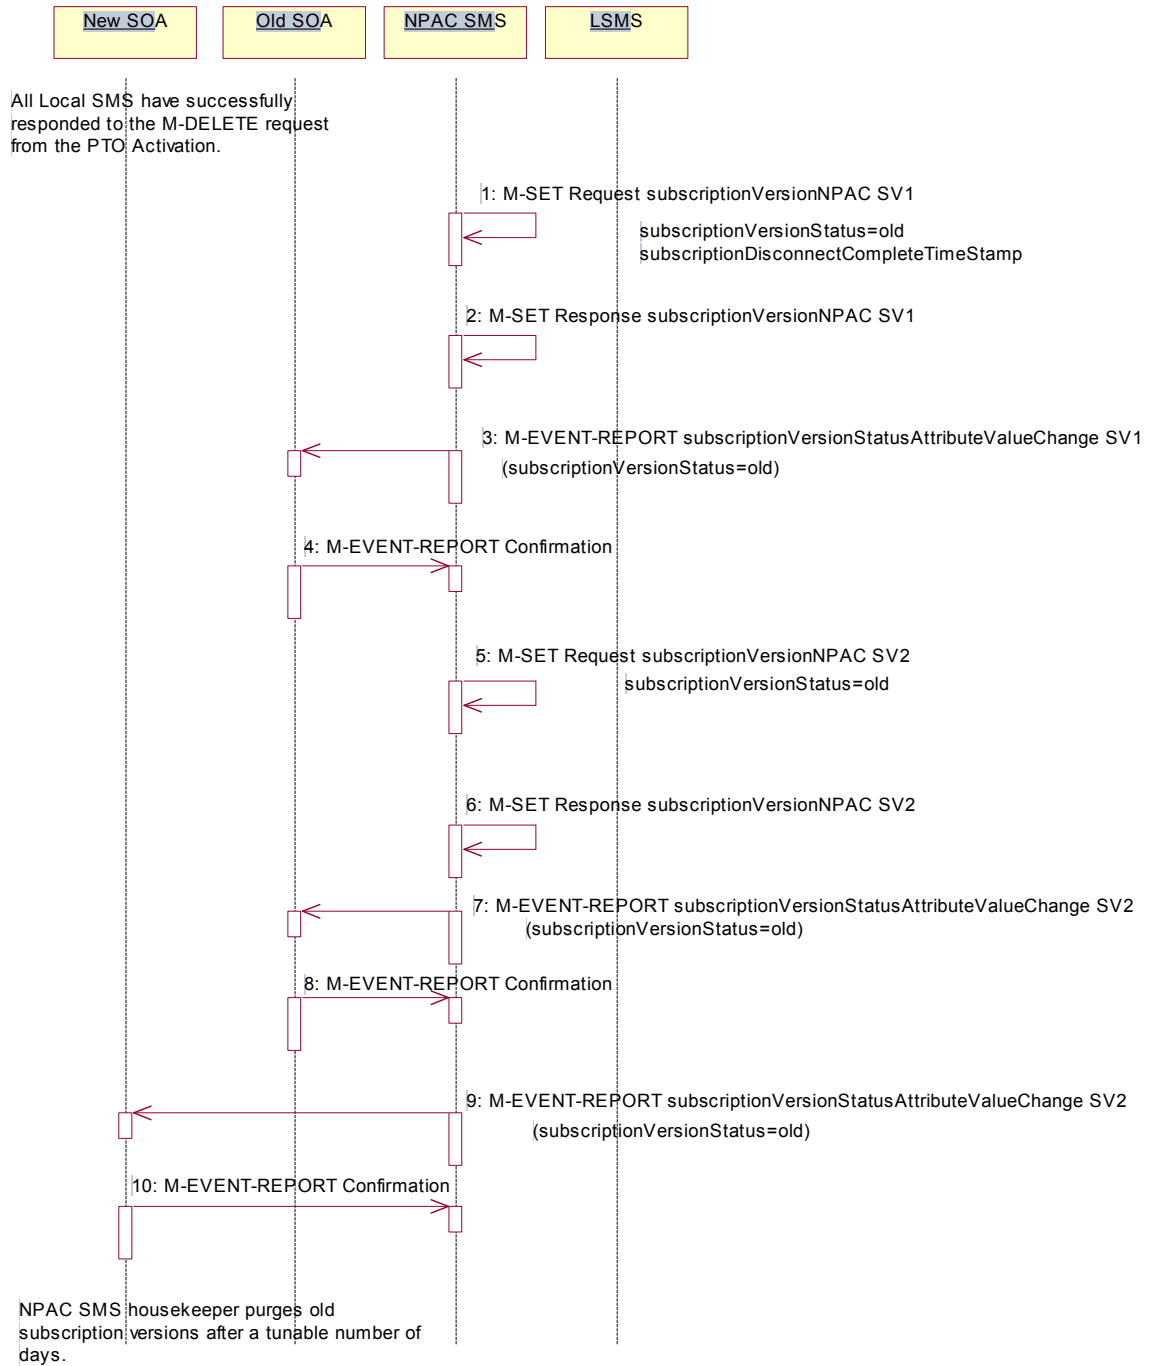 New SOA
Old SOA
NPAC SMS
LSMS
All Local SMS have successfully
responded to the M-DELETE request
from the PTO Activation.
1: M-SET Request subscriptionVersionNPAC SV1
subscriptionVersionStatus=old
subscriptionDisconnectCompleteTimeStamp
2: M-SET Response subscriptionVersionNPAC SV1
3: M-EVENT-REPORT subscriptionVersionStatusAttributeValueChange SV1
(subscriptionVersionStatus=old)
4: M-EVENT-REPORT Confirmation
5: M-SET Request subscriptionVersionNPAC SV2
subscriptionVersionStatus=old
6: M-SET Response subscriptionVersionNPAC SV2
7: M-EVENT-REPORT subscriptionVersionStatusAttributeValueChange SV2
(subscriptionVersionStatus=old)
8: M-EVENT-REPORT Confirmation
9: M-EVENT-REPORT subscriptionVersionStatusAttributeValueChange SV2
(subscriptionVersionStatus=old)
10: M-EVENT-REPORT Confirmation
NPAC SMS housekeeper purges old
subscription versions after a tunable number of
days.